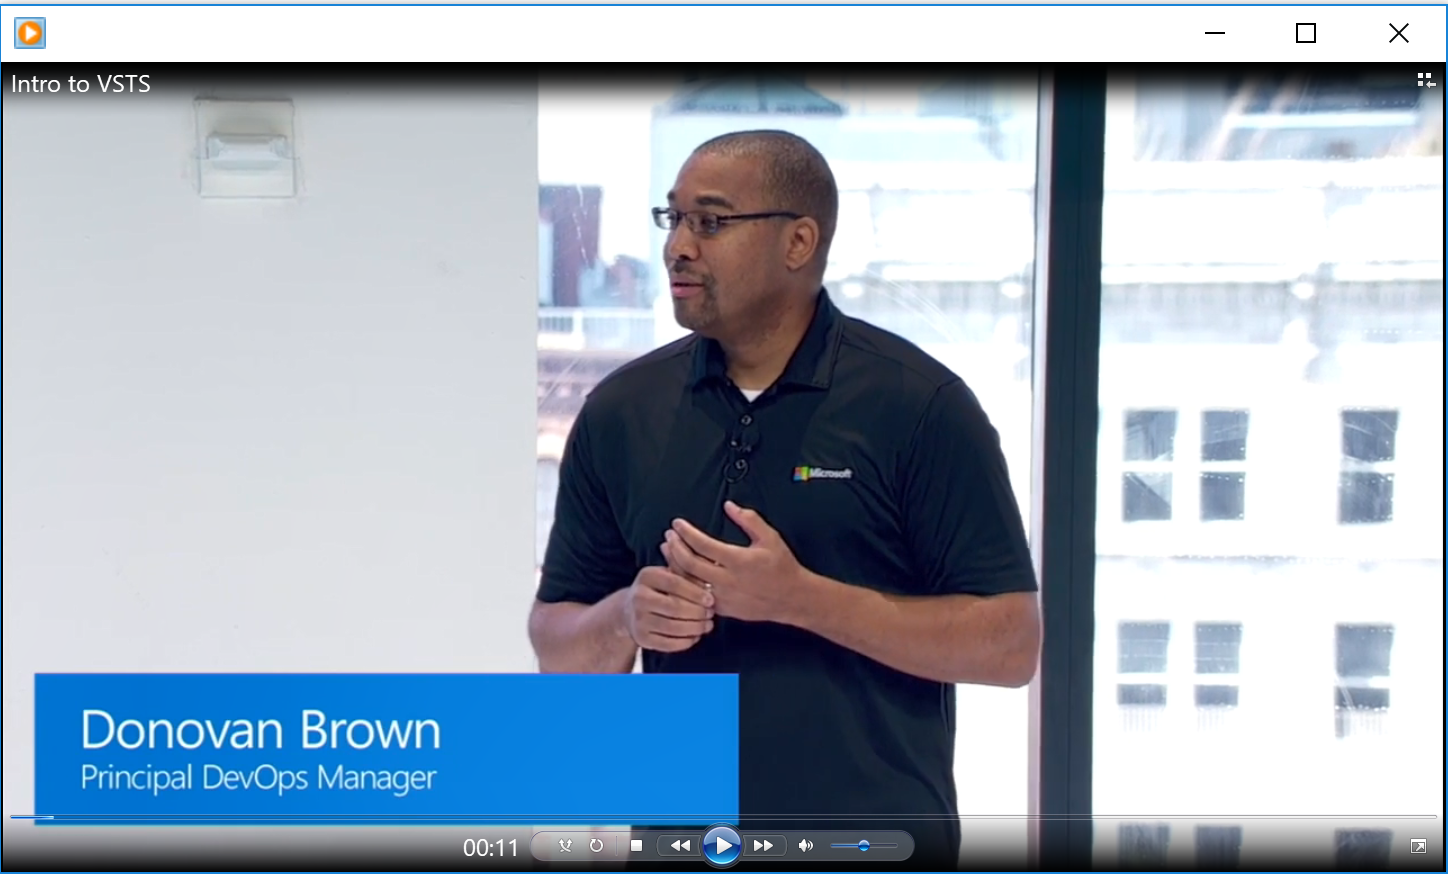 Intro to VSTS
Microsoft
Donovan Brown
Principal DevOps Manager
00:11